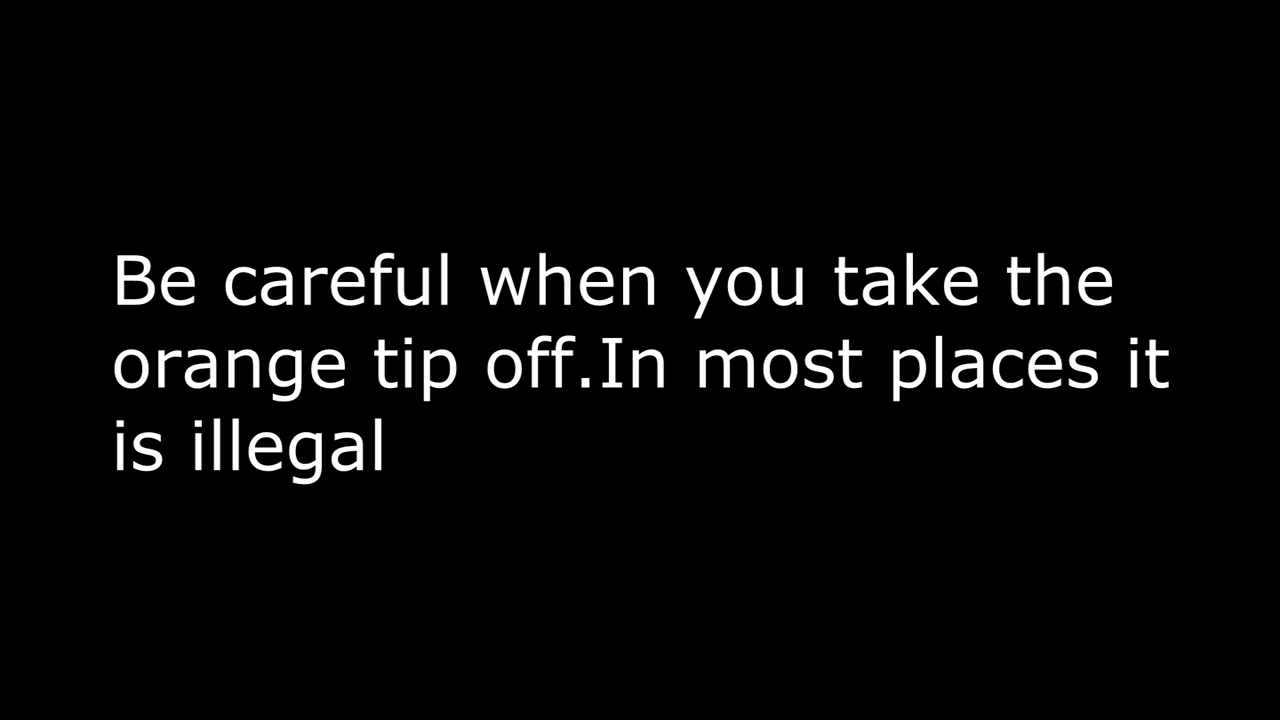 Be careful when you take the
orange tip off.In most places it
is illegal